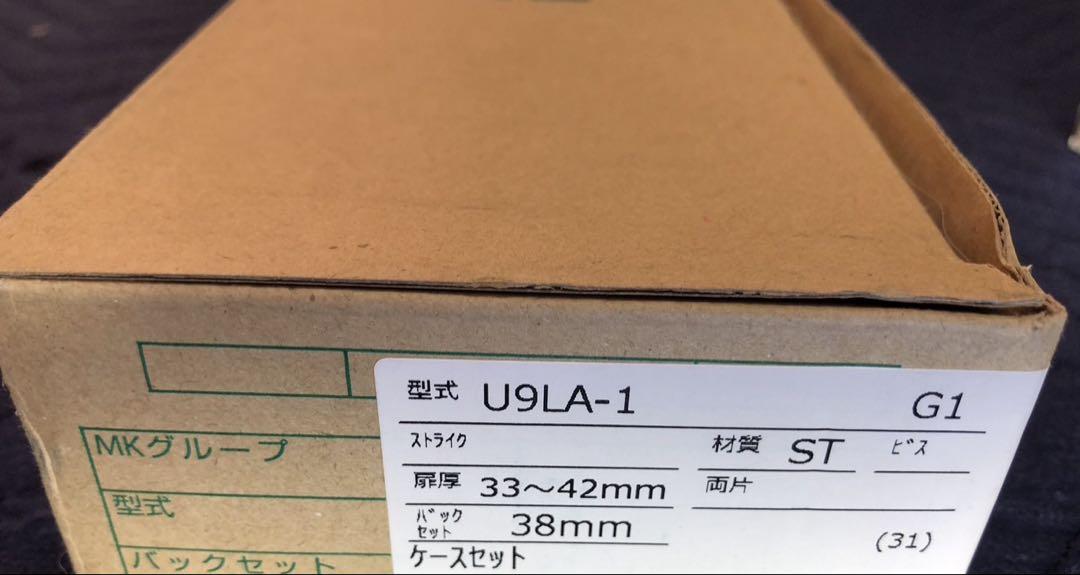 型式 U9LA-1 G1
ストライク 材質 ST ビス
扉厚 33～42mm 両片
バックセット 38mm
(31)
ケースセット
MKグループ
型式
バックセット